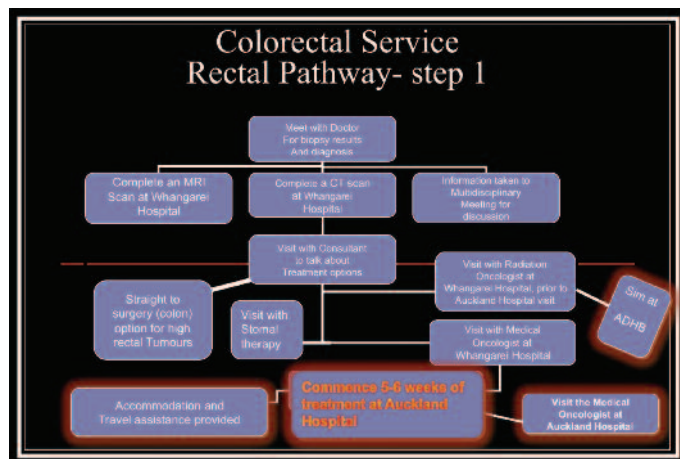 Colorectal Service
Rectal Pathway- step 1
Meet with Doctor
For biopsy results
And diagnosis
Complete an MRI
Scan at Whangarei
Hospital
Complete a CT scan
at Whangarei
Hospital
Information taken to
Multidisciplinary
Meeting for
discussion
Visit with Consultant
to talk about
Treatment options
Visit with Radiation
Oncologist at
Whangarei Hospital, prior to
Auckland Hospital visit
Sim at
ADHB
Straight to
surgery (colon)
option for high
rectal Tumours
Visit with
Stomal
therapy
Visit with Medical
Oncologist at
Whangarei Hospital
Accommodation and
Travel assistance provided
Commence 5-6 weeks of
treatment at Auckland
Hospital
Visit the Medical
Oncologist at
Auckland Hospital